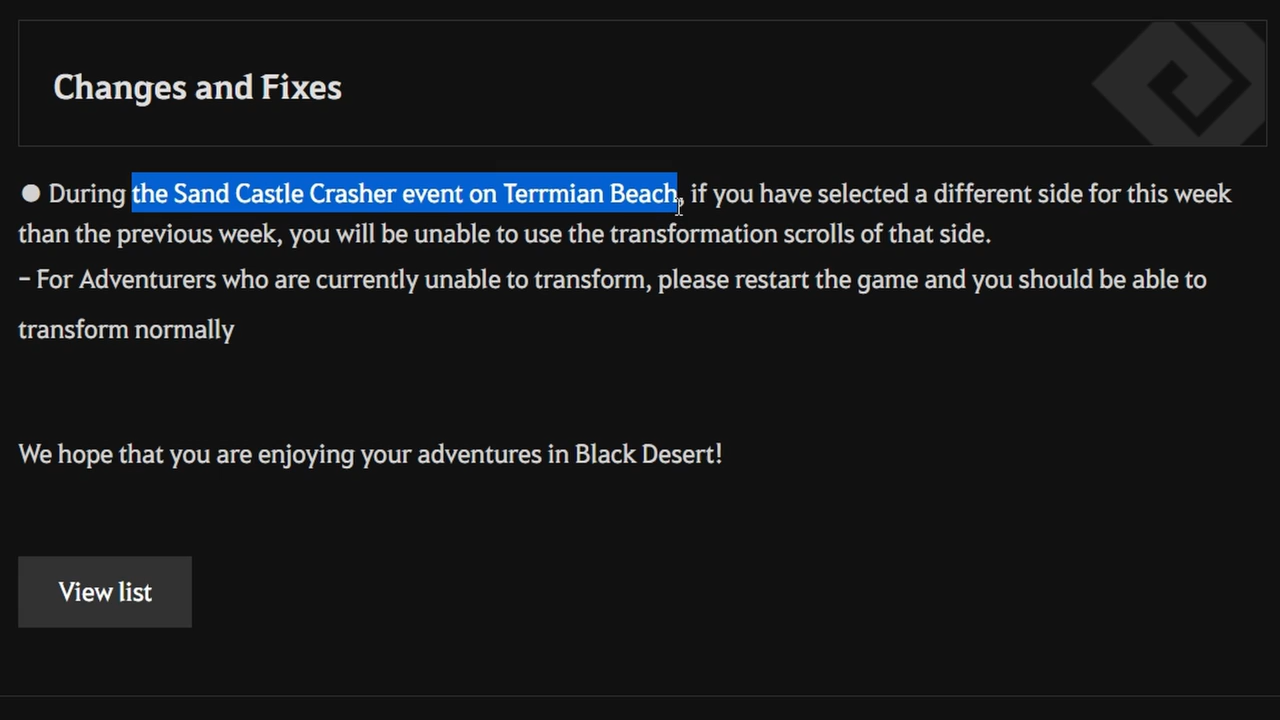 Changes and Fixes
● During the Sand Castle Crasher event on Terrmian Beach, if you have selected a different side for this week
than the previous week, you will be unable to use the transformation scrolls of that side.
– For Adventurers who are currently unable to transform, please restart the game and you should be able to
transform normally
We hope that you are enjoying your adventures in Black Desert!
View list